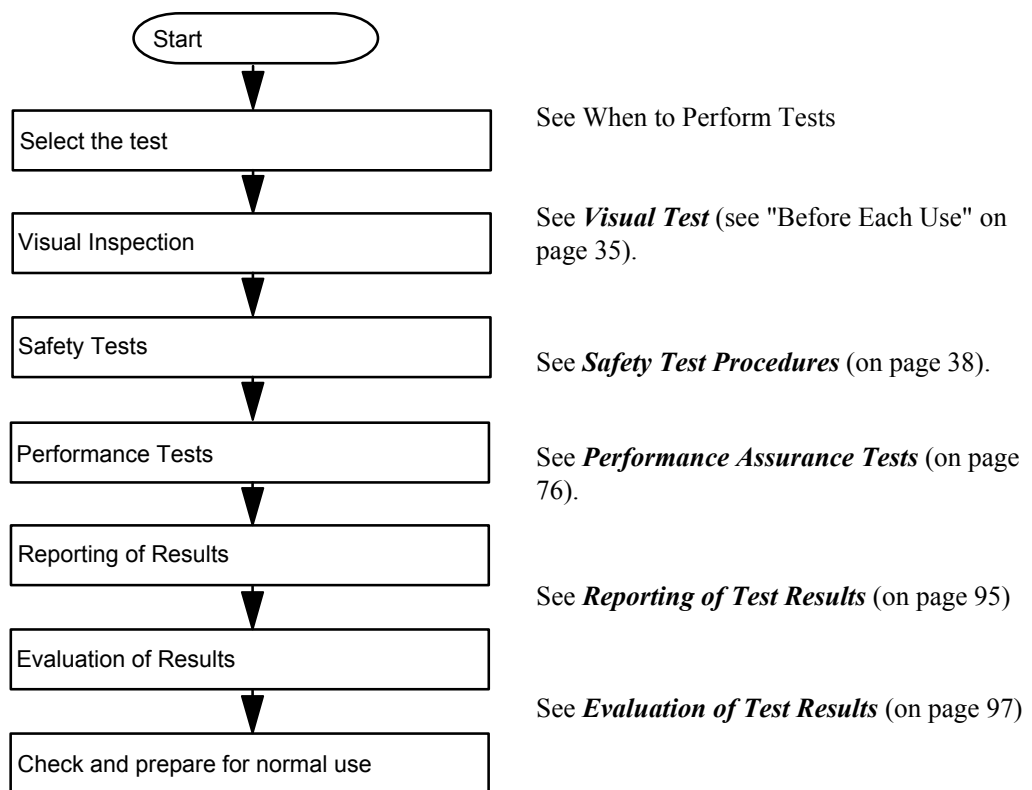 Start
Select the test
See When to Perform Tests
Visual Inspection
See Visual Test (see "Before Each Use" on
page 35).
Safety Tests
See Safety Test Procedures (on page 38).
Performance Tests
See Performance Assurance Tests (on page
76).
Reporting of Results
See Reporting of Test Results (on page 95)
Evaluation of Results
See Evaluation of Test Results (on page 97)
Check and prepare for normal use